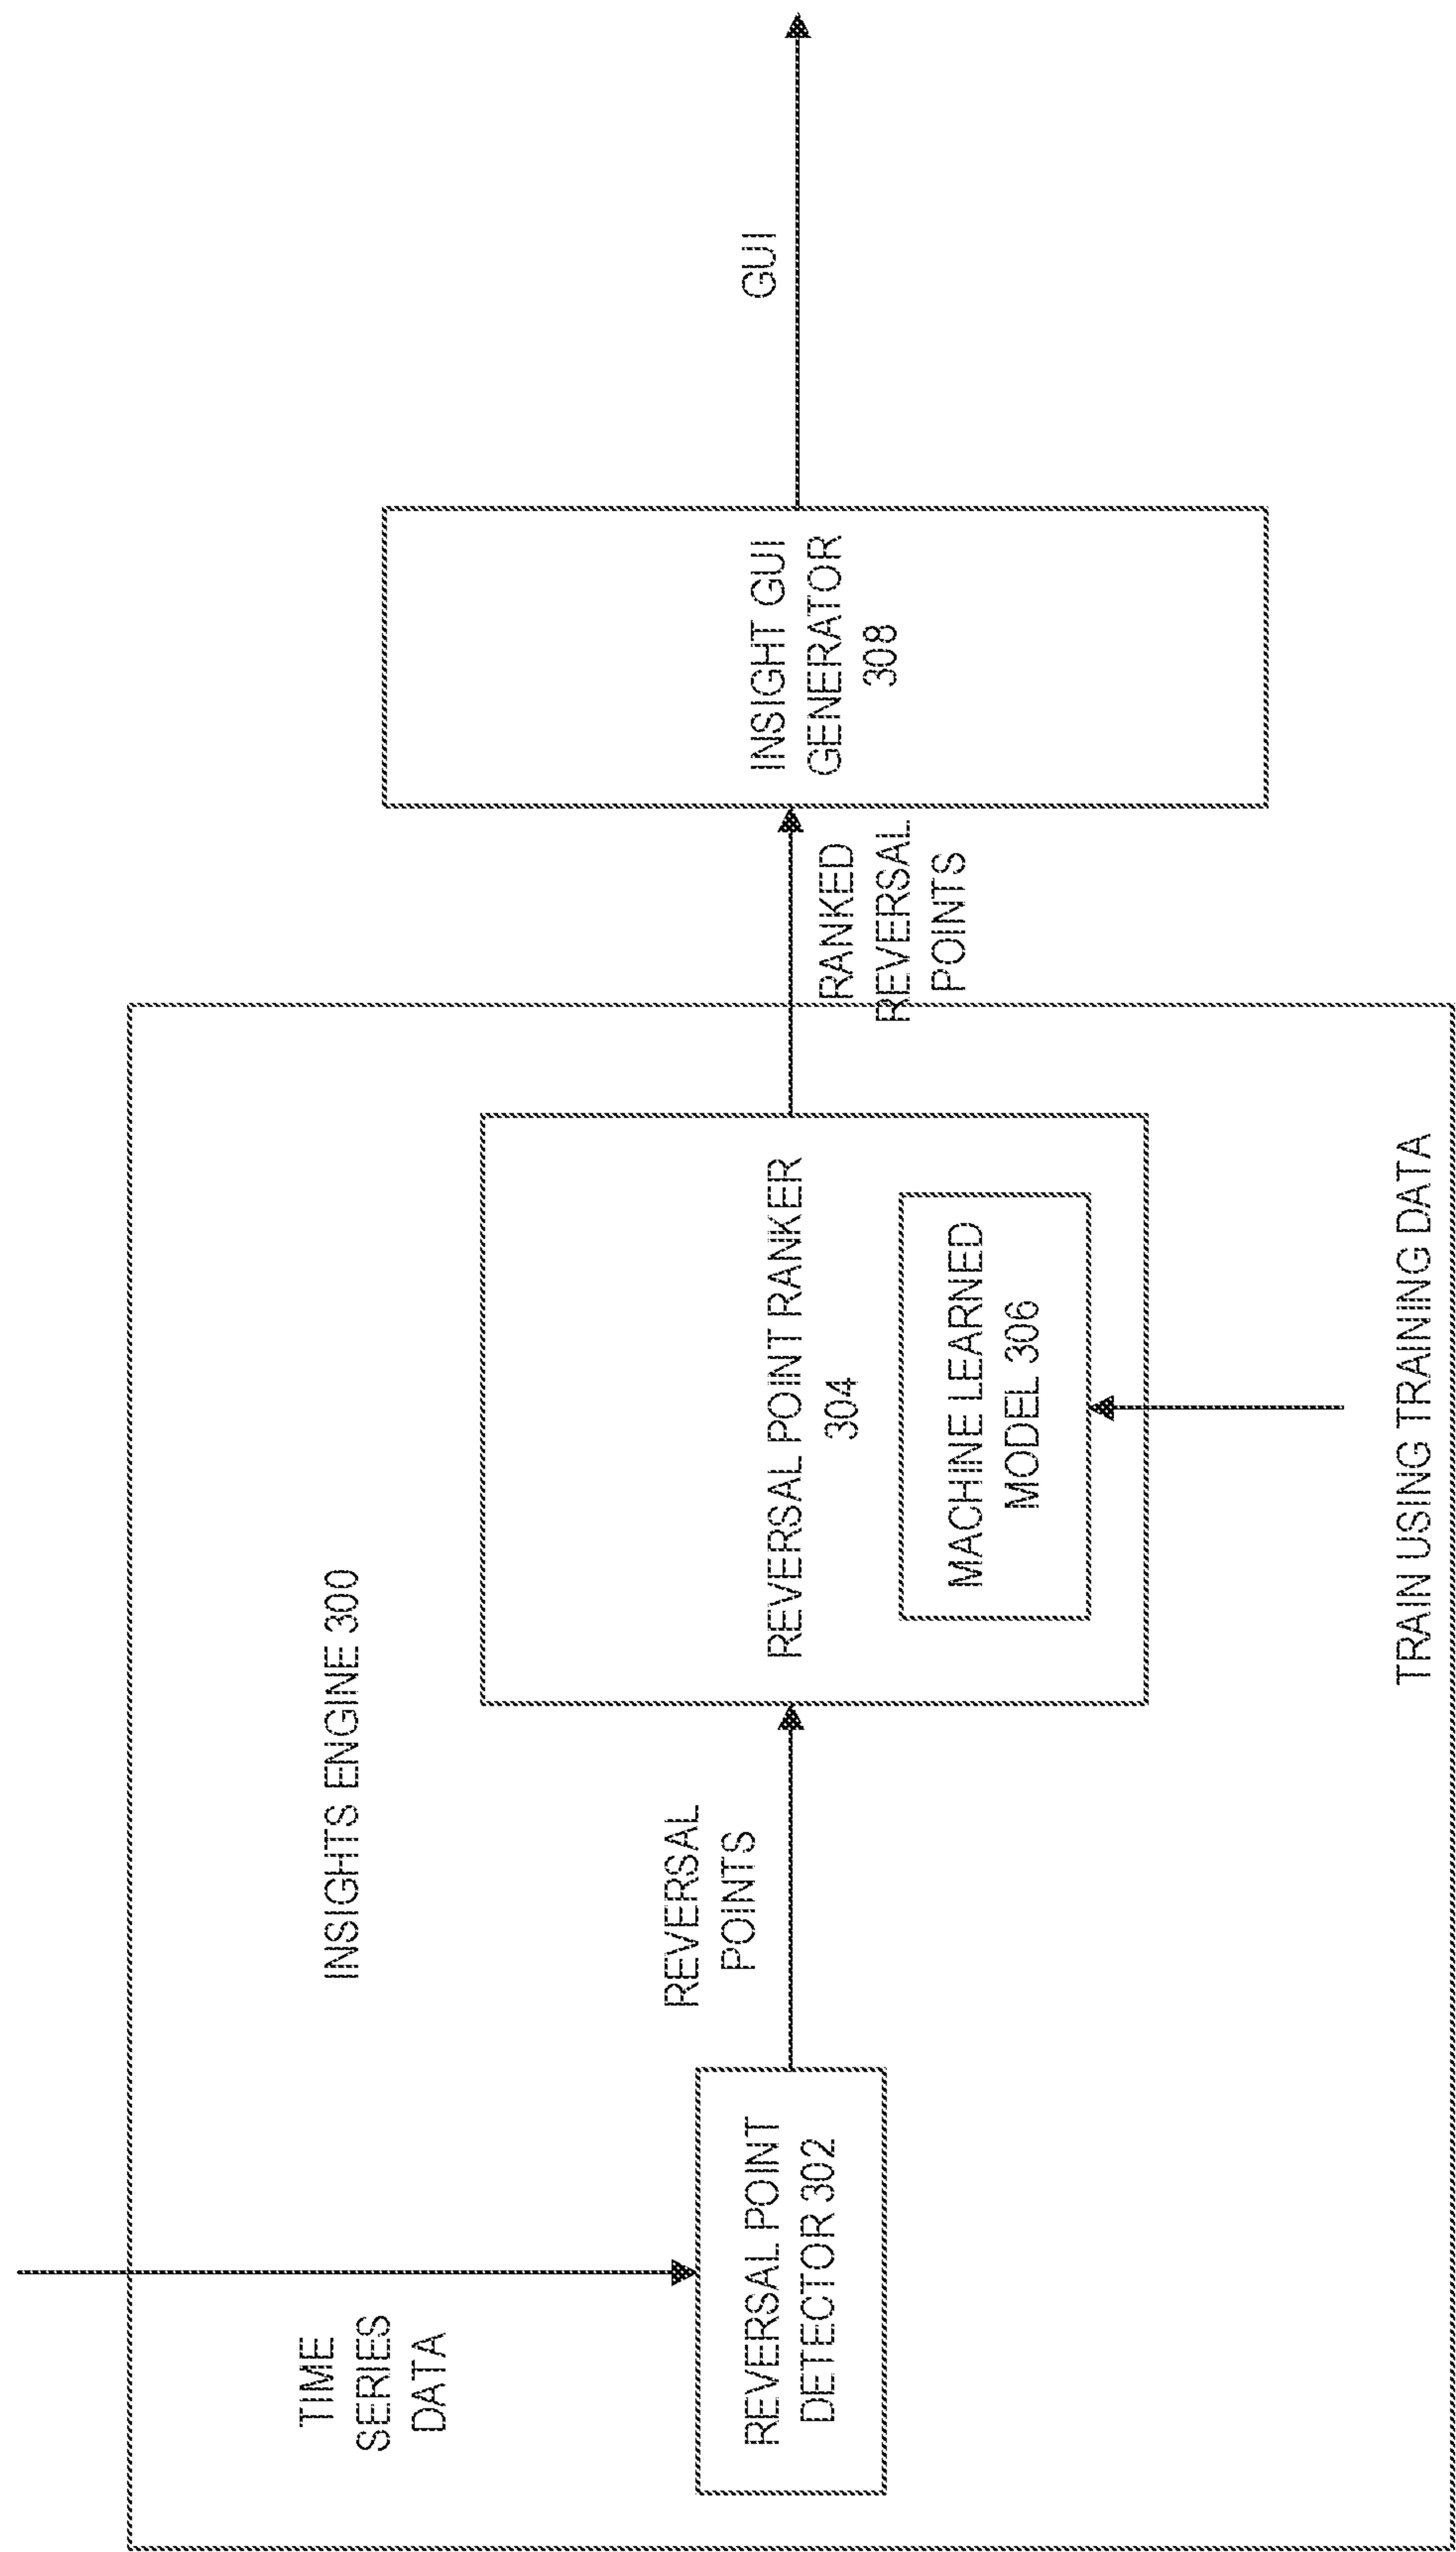 TIME
SERIES
DATA
INSIGHTS ENGINE 300
REVERSAL POINT
DETECTOR 302
REVERSAL
POINTS
REVERSAL POINT RANKER
304
MACHINE LEARNED
MODEL 306
TRAIN USING TRAINING DATA
RANKED
REVERSAL
POINTS
INSIGHT GUI
GENERATOR
308
GUI